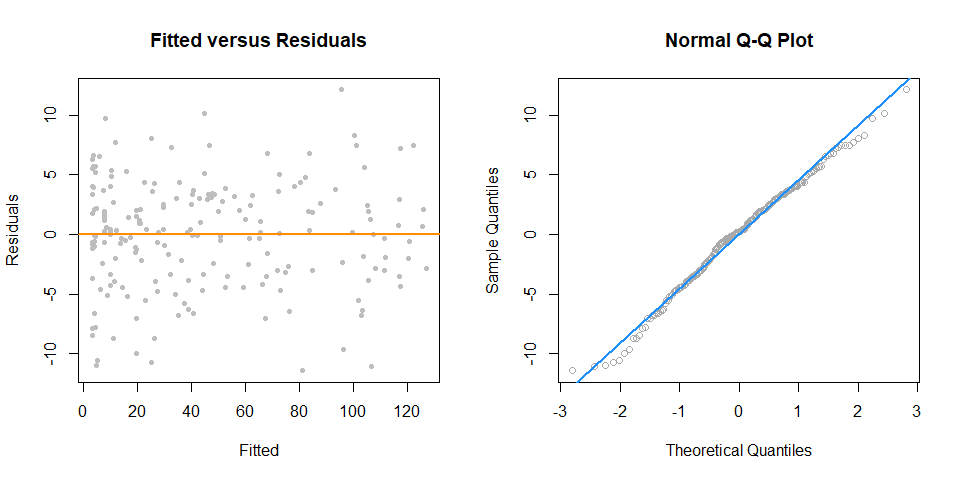 Fitted versus Residuals
Residuals
10
5
0
-5
-10
0 20 40 60 80 100 120
Fitted
Normal Q-Q Plot
Sample Quantiles
10
5
0
-5
-10
-3 -2 -1 0 1 2 3
Theoretical Quantiles